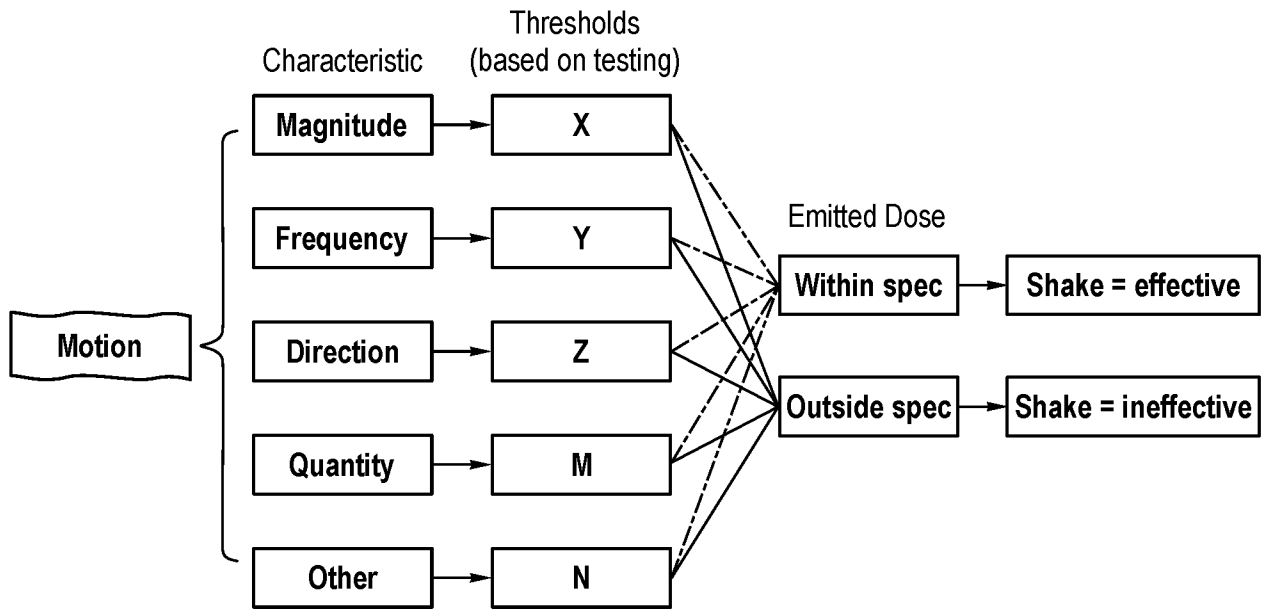 Thresholds
Characteristic (based on testing)
Magnitude X
Frequency Y
Emitted Dose
Within spec Shake = effective
Motion Direction Z
Outside spec Shake = ineffective
Quantity M
Other N